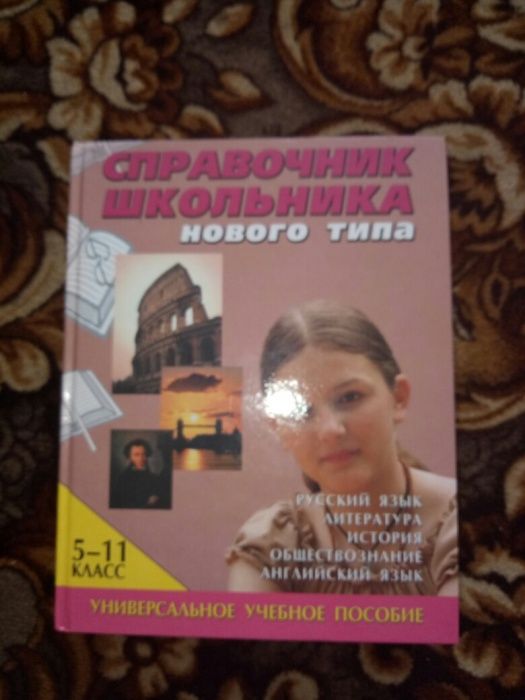 СПРАВОЧНИК
ШКОЛЬНИКА
НОВОГО ТИПА
РУССКИЙ ЯЗЫК
ЛИТЕРАТУРА
ИСТОРИЯ
ОБЩЕСТВОЗНАНИЕ
АНГЛИЙСКИЙ ЯЗЫК
5–11
КЛАСС
УНИВЕРСАЛЬНОЕ УЧЕБНОЕ ПОСОБИЕ